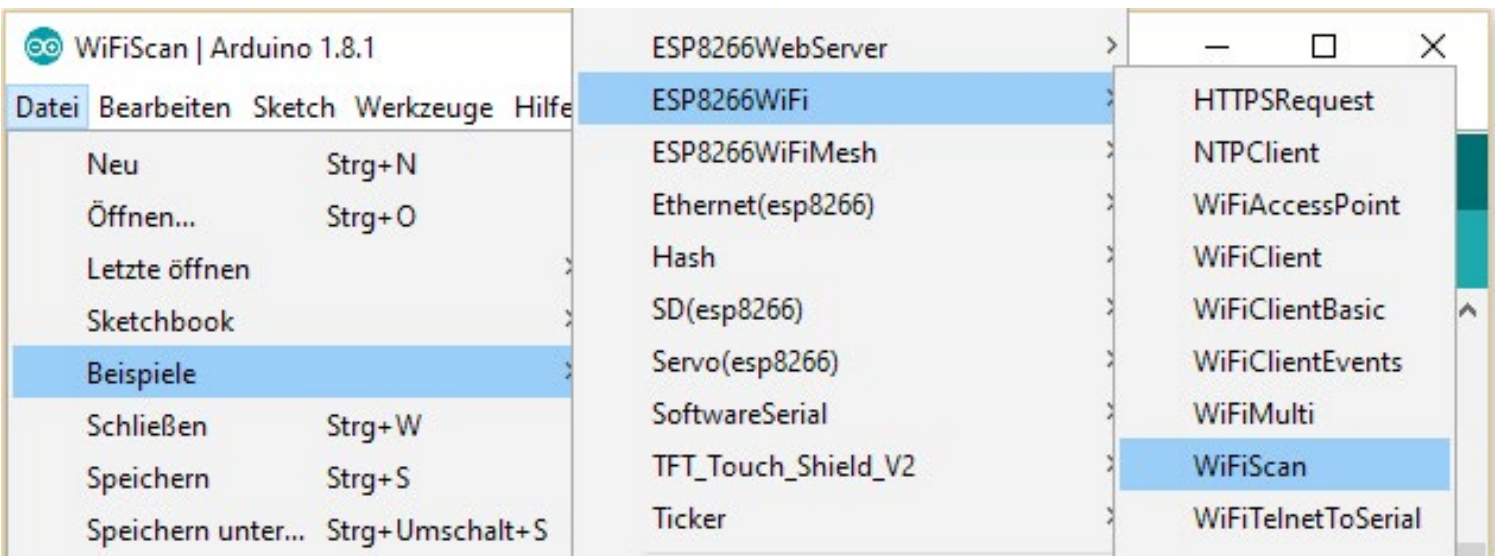 WiFiScan | Arduino 1.8.1
Datei Bearbeiten Sketch Werkzeuge Hilfe
Neu Strg+N
Öffnen... Strg+O
Letzte öffnen
Sketchbook
Beispiele
Schließen Strg+W
Speichern Strg+S
Speichern unter... Strg+Umschalt+S
ESP8266WebServer
ESP8266WiFi
ESP8266WiFiMesh
Ethernet(esp8266)
Hash
SD(esp8266)
Servo(esp8266)
SoftwareSerial
TFT_Touch_Shield_V2
Ticker
HTTPSRequest
NTPClient
WiFiAccessPoint
WiFiClient
WiFiClientBasic
WiFiClientEvents
WiFiMulti
WiFiScan
WiFiTelnetToSerial